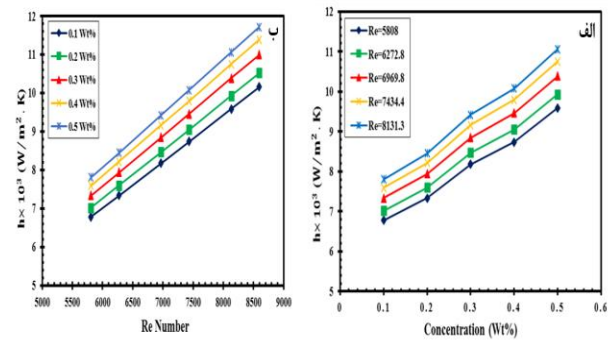 ب
0.1 Wt%
0.2 Wt%
0.3 Wt%
0.4 Wt%
0.5 Wt%
h×10³ (W/m².K)
12
11
10
9
8
7
6
5
5000 5500 6000 6500 7000 7500 8000 8500 9000
Re Number
الف
Re=5808
Re=6272.8
Re=6969.8
Re=7434.4
Re=8131.3
h×10³ (W/m².K)
12
11
10
9
8
7
6
5
0 0.1 0.2 0.3 0.4 0.5 0.6
Concentration (Wt%)